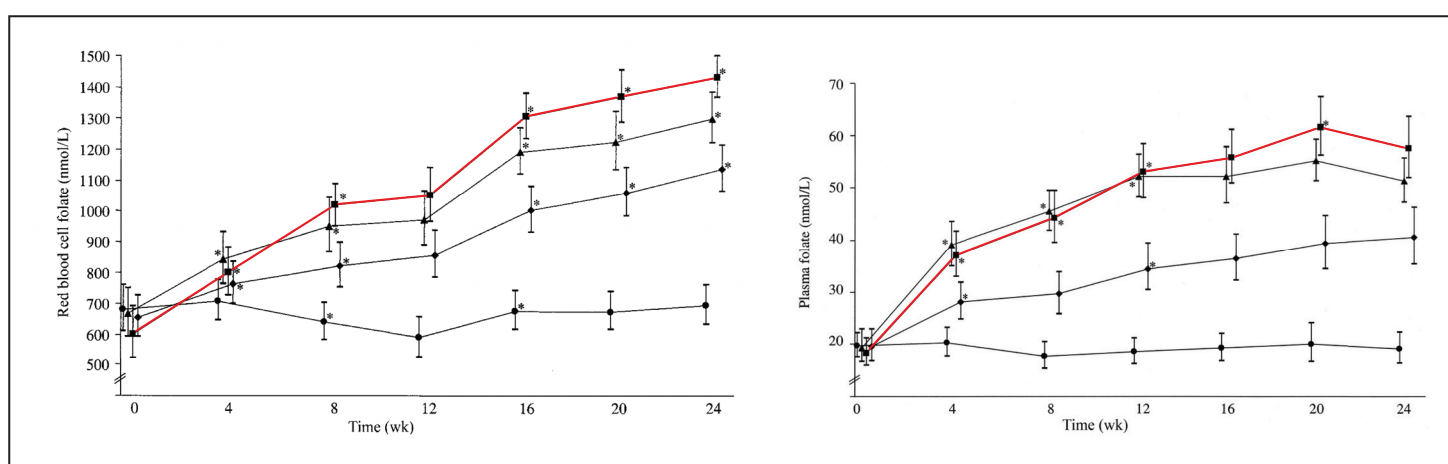 Red blood cell folate (nmol/L)
1500
1400
1300
1200
1100
1000
900
800
700
600
500
0 4 8 12 16 20 24
Time (wk)
* * * * * * * * * * * * * * * * *
Plasma folate (nmol/L)
70
60
50
40
30
20
0 4 8 12 16 20 24
Time (wk)
* * * * * * * * *